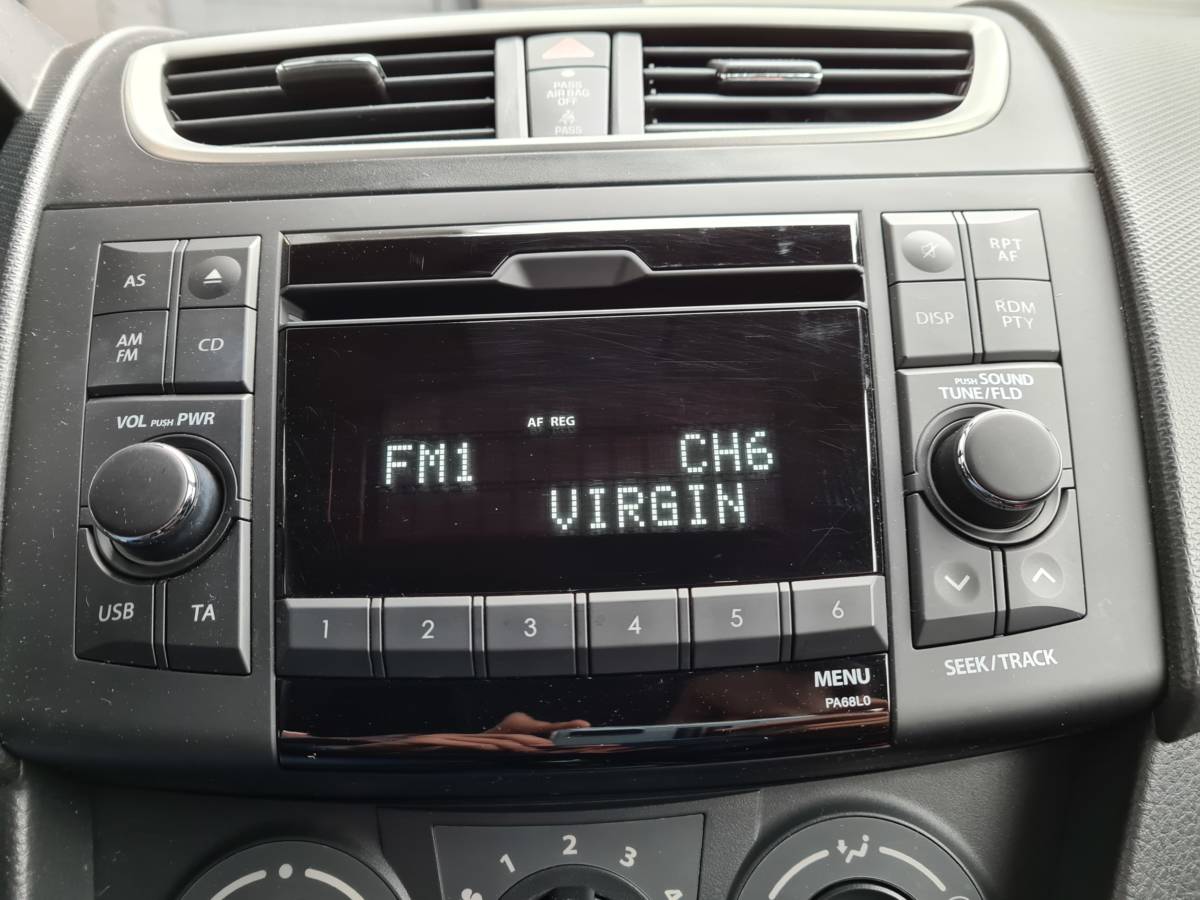 PASS
AIR BAG
OFF
PASS
AS
AM
FM
CD
VOL PUSH PWR
USB
TA
AF REG
FM1
CH6
VIRGIN
1
2
3
4
5
6
MENU
PA68L0
RPT
AF
DISP
RDM
PTY
PUSH SOUND
TUNE/FLD
SEEK/TRACK
1
2
3
4